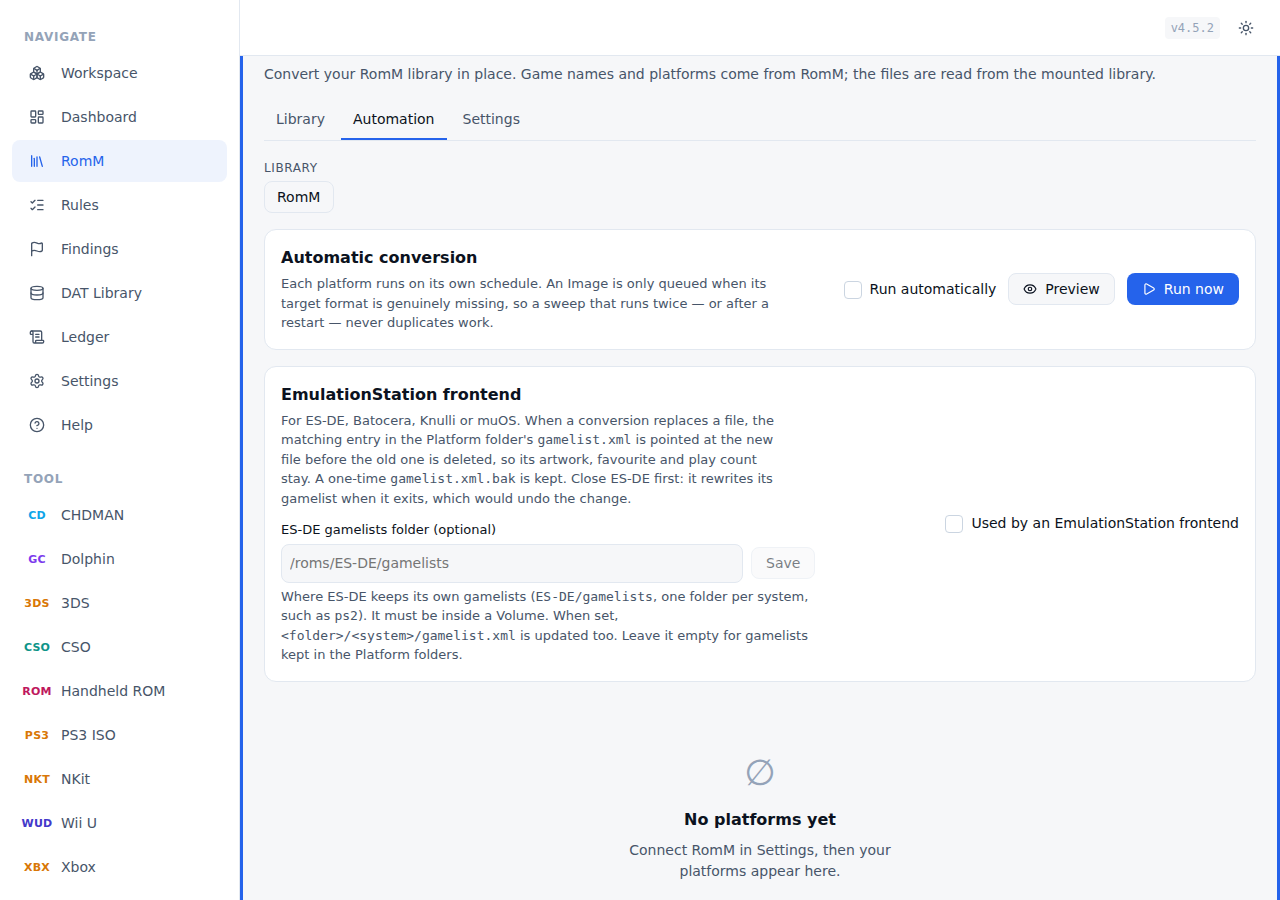 NAVIGATE
Workspace
Dashboard
RomM
Rules
Findings
DAT Library
Ledger
Settings
Help
TOOL
CD CHDMAN
GC Dolphin
3DS 3DS
CSO CSO
ROM Handheld ROM
PS3 PS3 ISO
NKT NKit
WUD Wii U
XBX Xbox
v4.5.2
Convert your RomM library in place. Game names and platforms come from RomM; the files are read from the mounted library.
Library Automation Settings
LIBRARY
RomM
Automatic conversion
Each platform runs on its own schedule. An Image is only queued when its
target format is genuinely missing, so a sweep that runs twice — or after a
restart — never duplicates work.
Run automatically
Preview
Run now
EmulationStation frontend
For ES-DE, Batocera, Knulli or muOS. When a conversion replaces a file, the
matching entry in the Platform folder's gamelist.xml is pointed at the new
file before the old one is deleted, so its artwork, favourite and play count
stay. A one-time gamelist.xml.bak is kept. Close ES-DE first: it rewrites its
gamelist when it exits, which would undo the change.
ES-DE gamelists folder (optional)
/roms/ES-DE/gamelists
Save
Where ES-DE keeps its own gamelists (ES-DE/gamelists, one folder per system,
such as ps2). It must be inside a Volume. When set,
<folder>/<system>/gamelist.xml is updated too. Leave it empty for gamelists
kept in the Platform folders.
Used by an EmulationStation frontend
No platforms yet
Connect RomM in Settings, then your
platforms appear here.